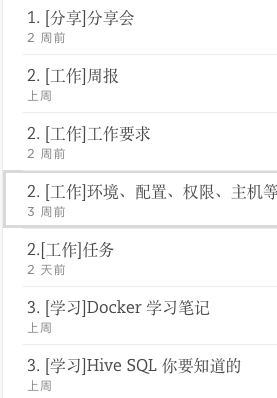 1. [分享]分享会
2 周前
2. [工作]周报
上周
2. [工作]工作要求
2 周前
2. [工作]环境、配置、权限、主机等
3 周前
2.[工作]任务
2 天前
3. [学习]Docker 学习笔记
上周
3. [学习]Hive SQL 你要知道的
上周